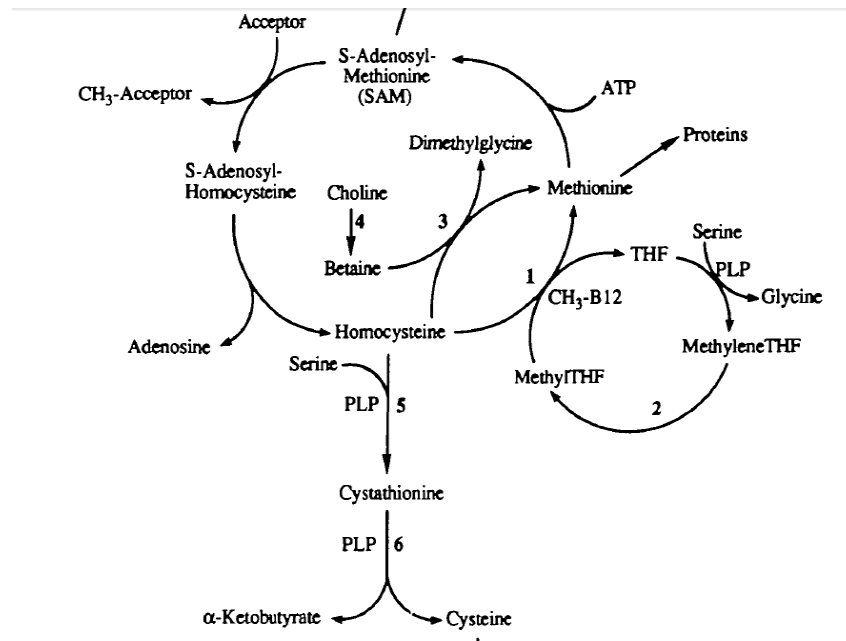 Acceptor
S-Adenosyl-
Methionine
(SAM)
CH3-Acceptor
ATP
Dimethylglycine
Proteins
S-Adenosyl-
Homocysteine
Choline
Methionine
4
3
Serine
Betaine
THF
PLP
1
CH3-B12
Glycine
Homocysteine
Adenosine
Serine
MethyleneTHF
MethylTHF
PLP 5
2
Cystathionine
PLP 6
α-Ketobutyrate
Cysteine